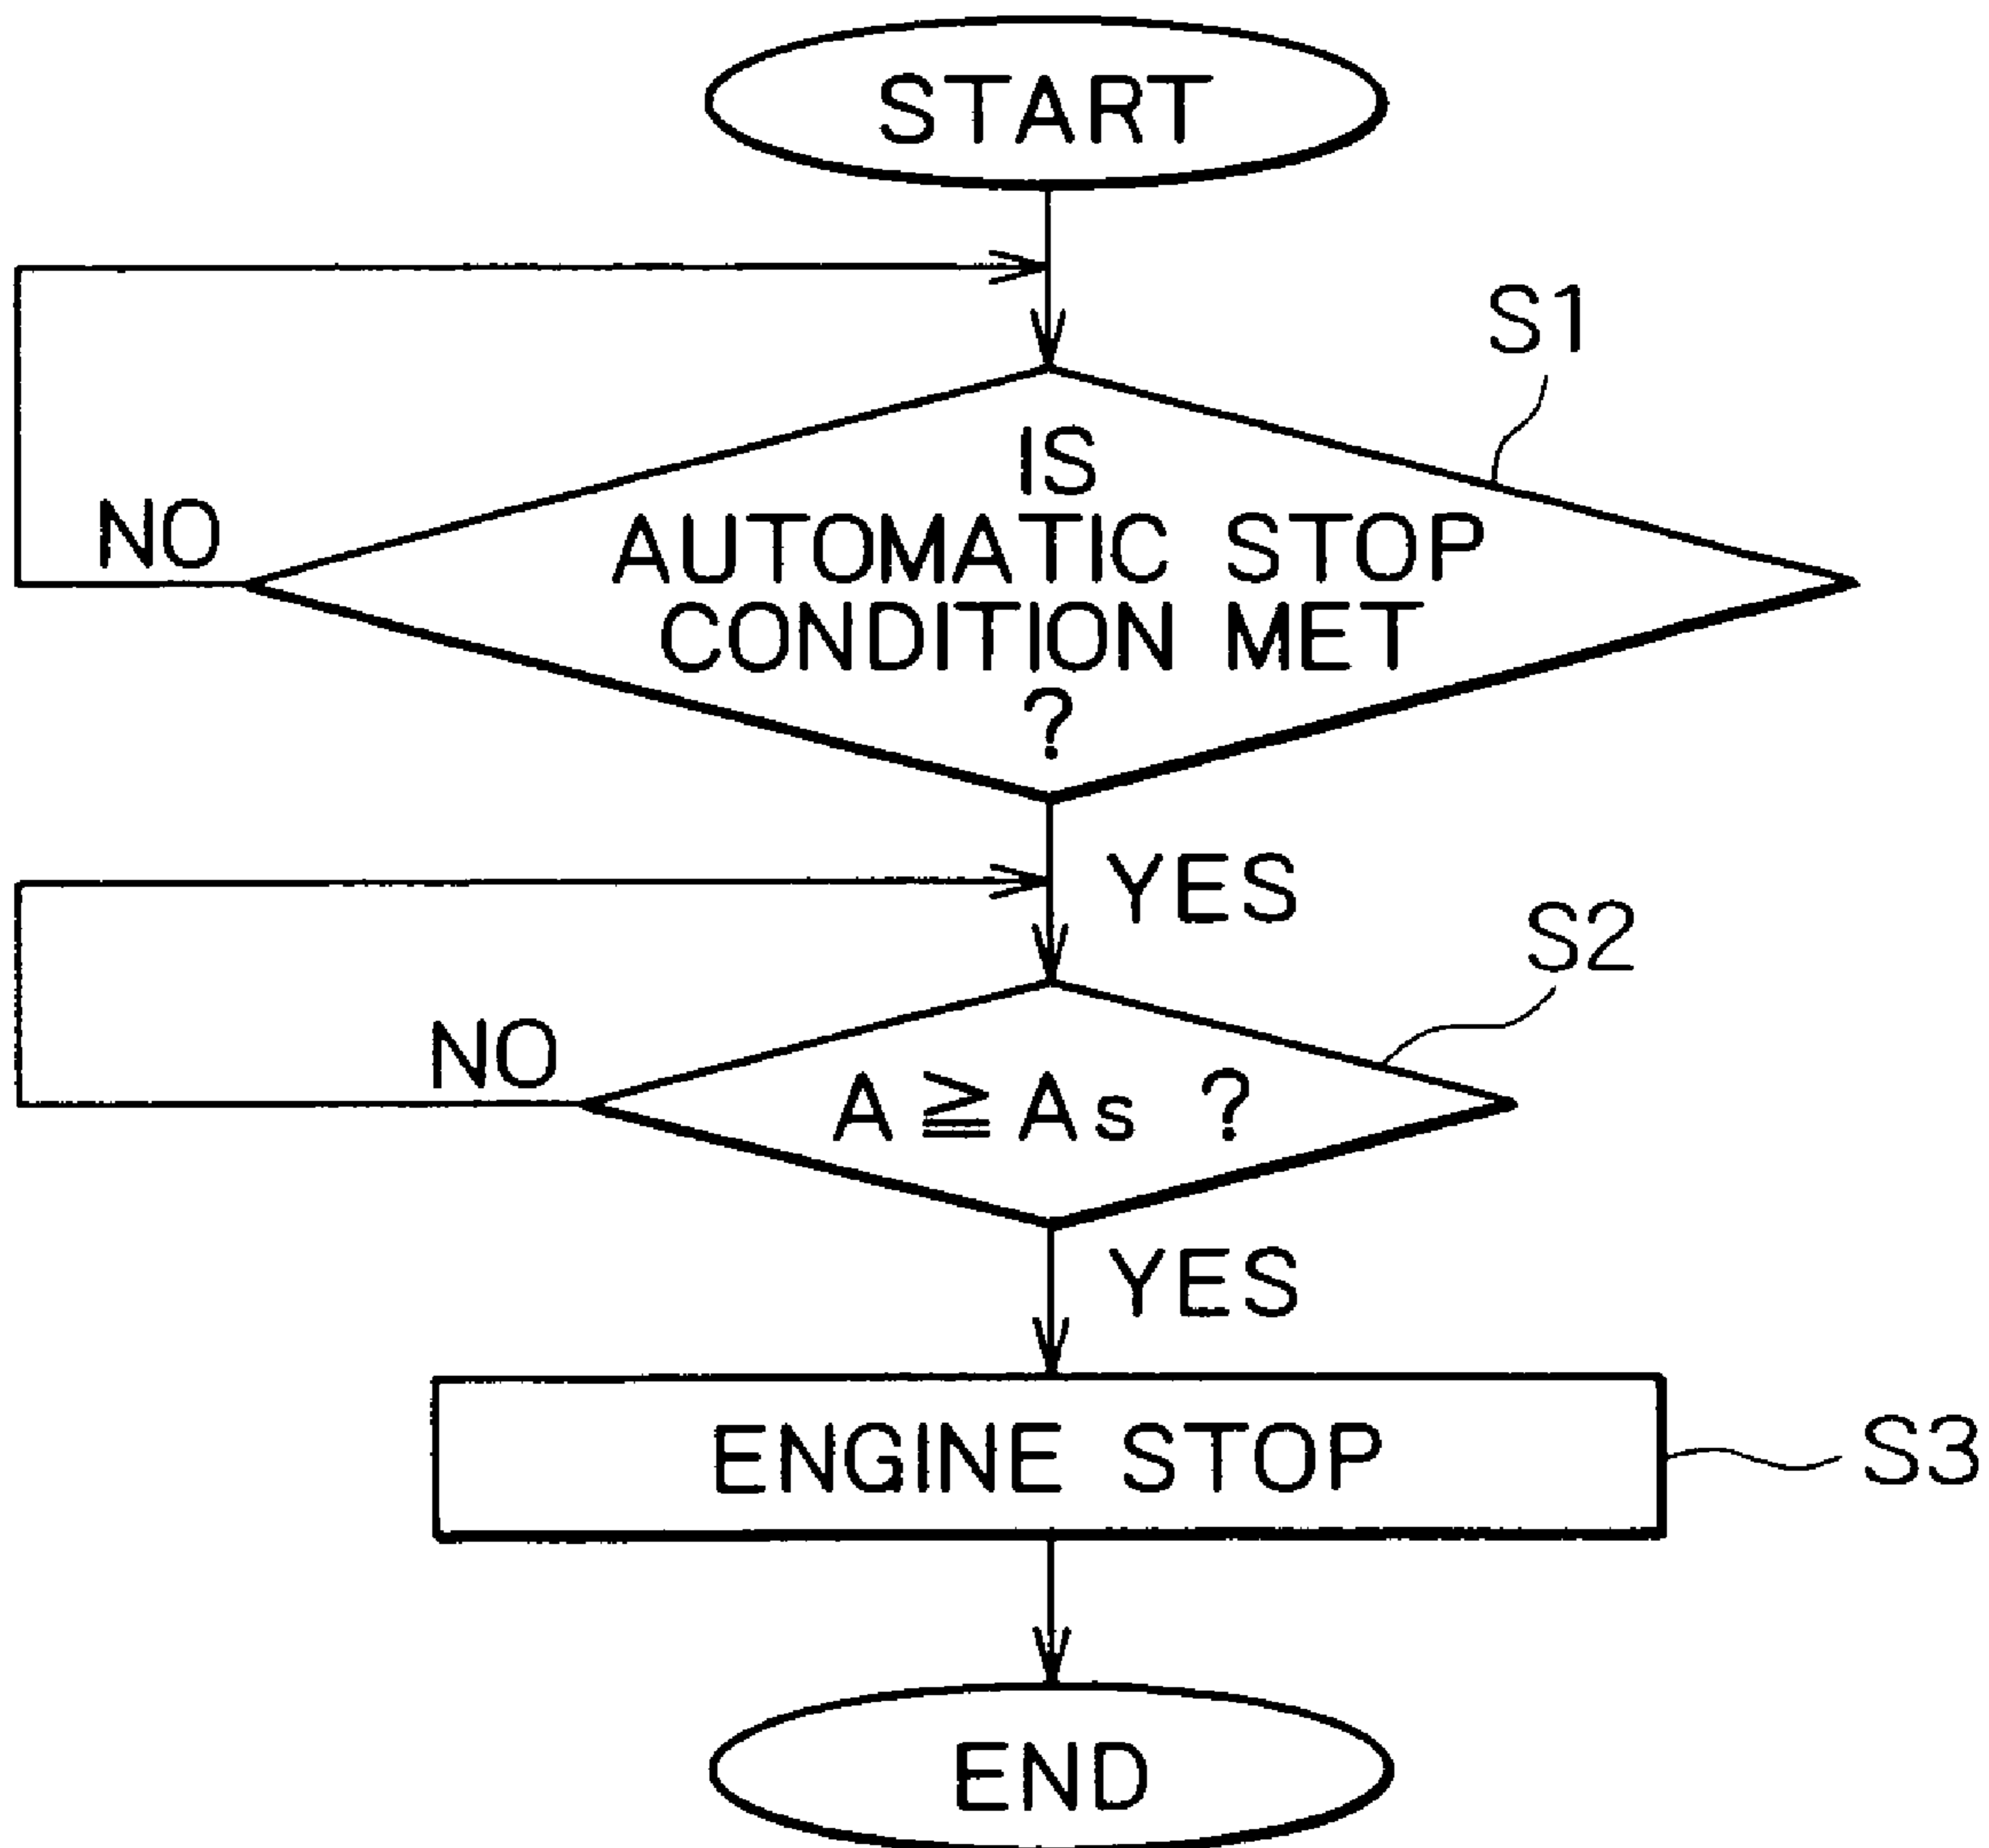 START
S1
IS
AUTOMATIC STOP
CONDITION MET
?
NO
YES
S2
NO
A≧As ?
YES
ENGINE STOP
S3
END